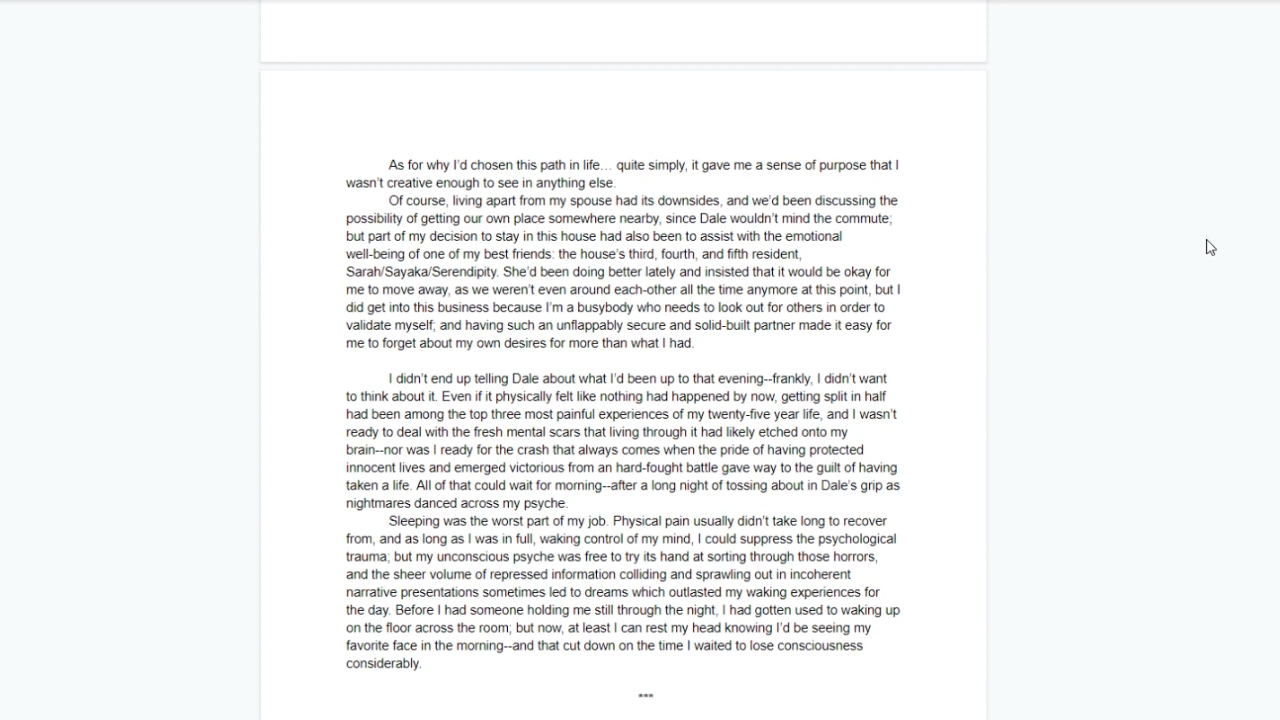 As for why I'd chosen this path in life... quite simply, it gave me a sense of purpose that I
wasn't creative enough to see in anything else.
Of course, living apart from my spouse had its downsides, and we'd been discussing the
possibility of getting our own place somewhere nearby, since Dale wouldn't mind the commute;
but part of my decision to stay in this house had also been to assist with the emotional
well-being of one of my best friends: the house's third, fourth, and fifth resident,
Sarah/Sayaka/Serendipity. She'd been doing better lately and insisted that it would be okay for
me to move away, as we weren't even around each-other all the time anymore at this point, but I
did get into this business because I'm a busybody who needs to look out for others in order to
validate myself; and having such an unflappably secure and solid-built partner made it easy for
me to forget about my own desires for more than what I had.
I didn't end up telling Dale about what I'd been up to that evening--frankly, I didn't want
to think about it. Even if it physically felt like nothing had happened by now, getting split in half
had been among the top three most painful experiences of my twenty-five year life, and I wasn't
ready to deal with the fresh mental scars that living through it had likely etched onto my
brain--nor was I ready for the crash that always comes when the pride of having protected
innocent lives and emerged victorious from an hard-fought battle gave way to the guilt of having
taken a life. All of that could wait for morning--after a long night of tossing about in Dale's grip as
nightmares danced across my psyche.
Sleeping was the worst part of my job. Physical pain usually didn't take long to recover
from, and as long as I was in full, waking control of my mind, I could suppress the psychological
trauma; but my unconscious psyche was free to try its hand at sorting through those horrors,
and the sheer volume of repressed information colliding and sprawling out in incoherent
narrative presentations sometimes led to dreams which outlasted my waking experiences for
the day. Before I had someone holding me still through the night, I had gotten used to waking up
on the floor across the room; but now, at least I can rest my head knowing I'd be seeing my
favorite face in the morning--and that cut down on the time I waited to lose consciousness
considerably.
***